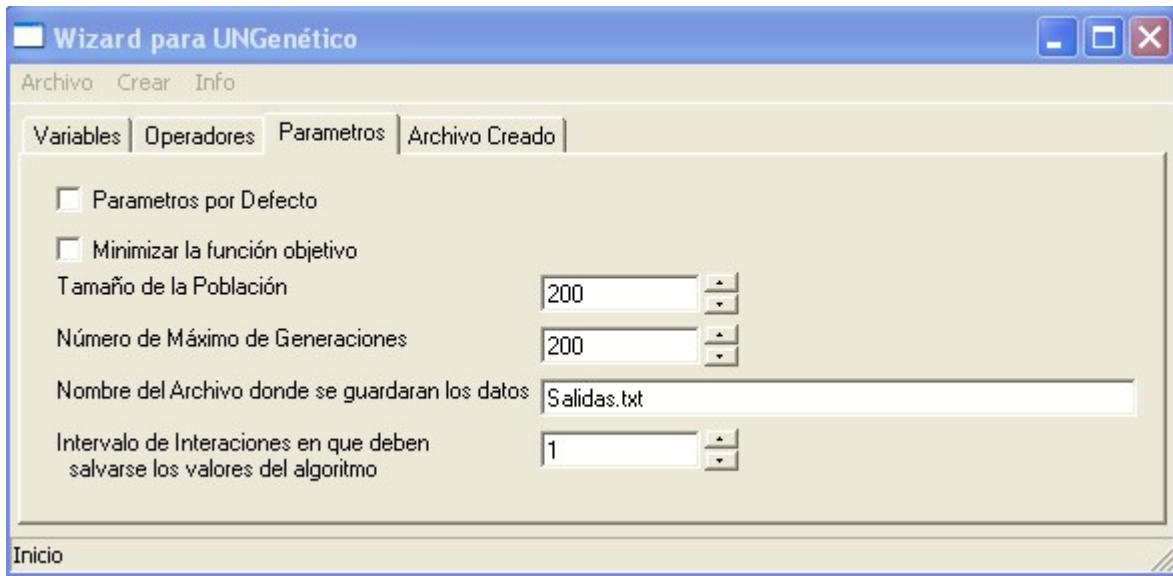 Wizard para UNGenético
Archivo Crear Info
Variables Operadores Parametros Archivo Creado
Parametros por Defecto
Minimizar la función objetivo
Tamaño de la Población 200
Número de Máximo de Generaciones 200
Nombre del Archivo donde se guardaran los datos Salidas.txt
Intervalo de Interaciones en que deben 1
salvarse los valores del algoritmo
Inicio